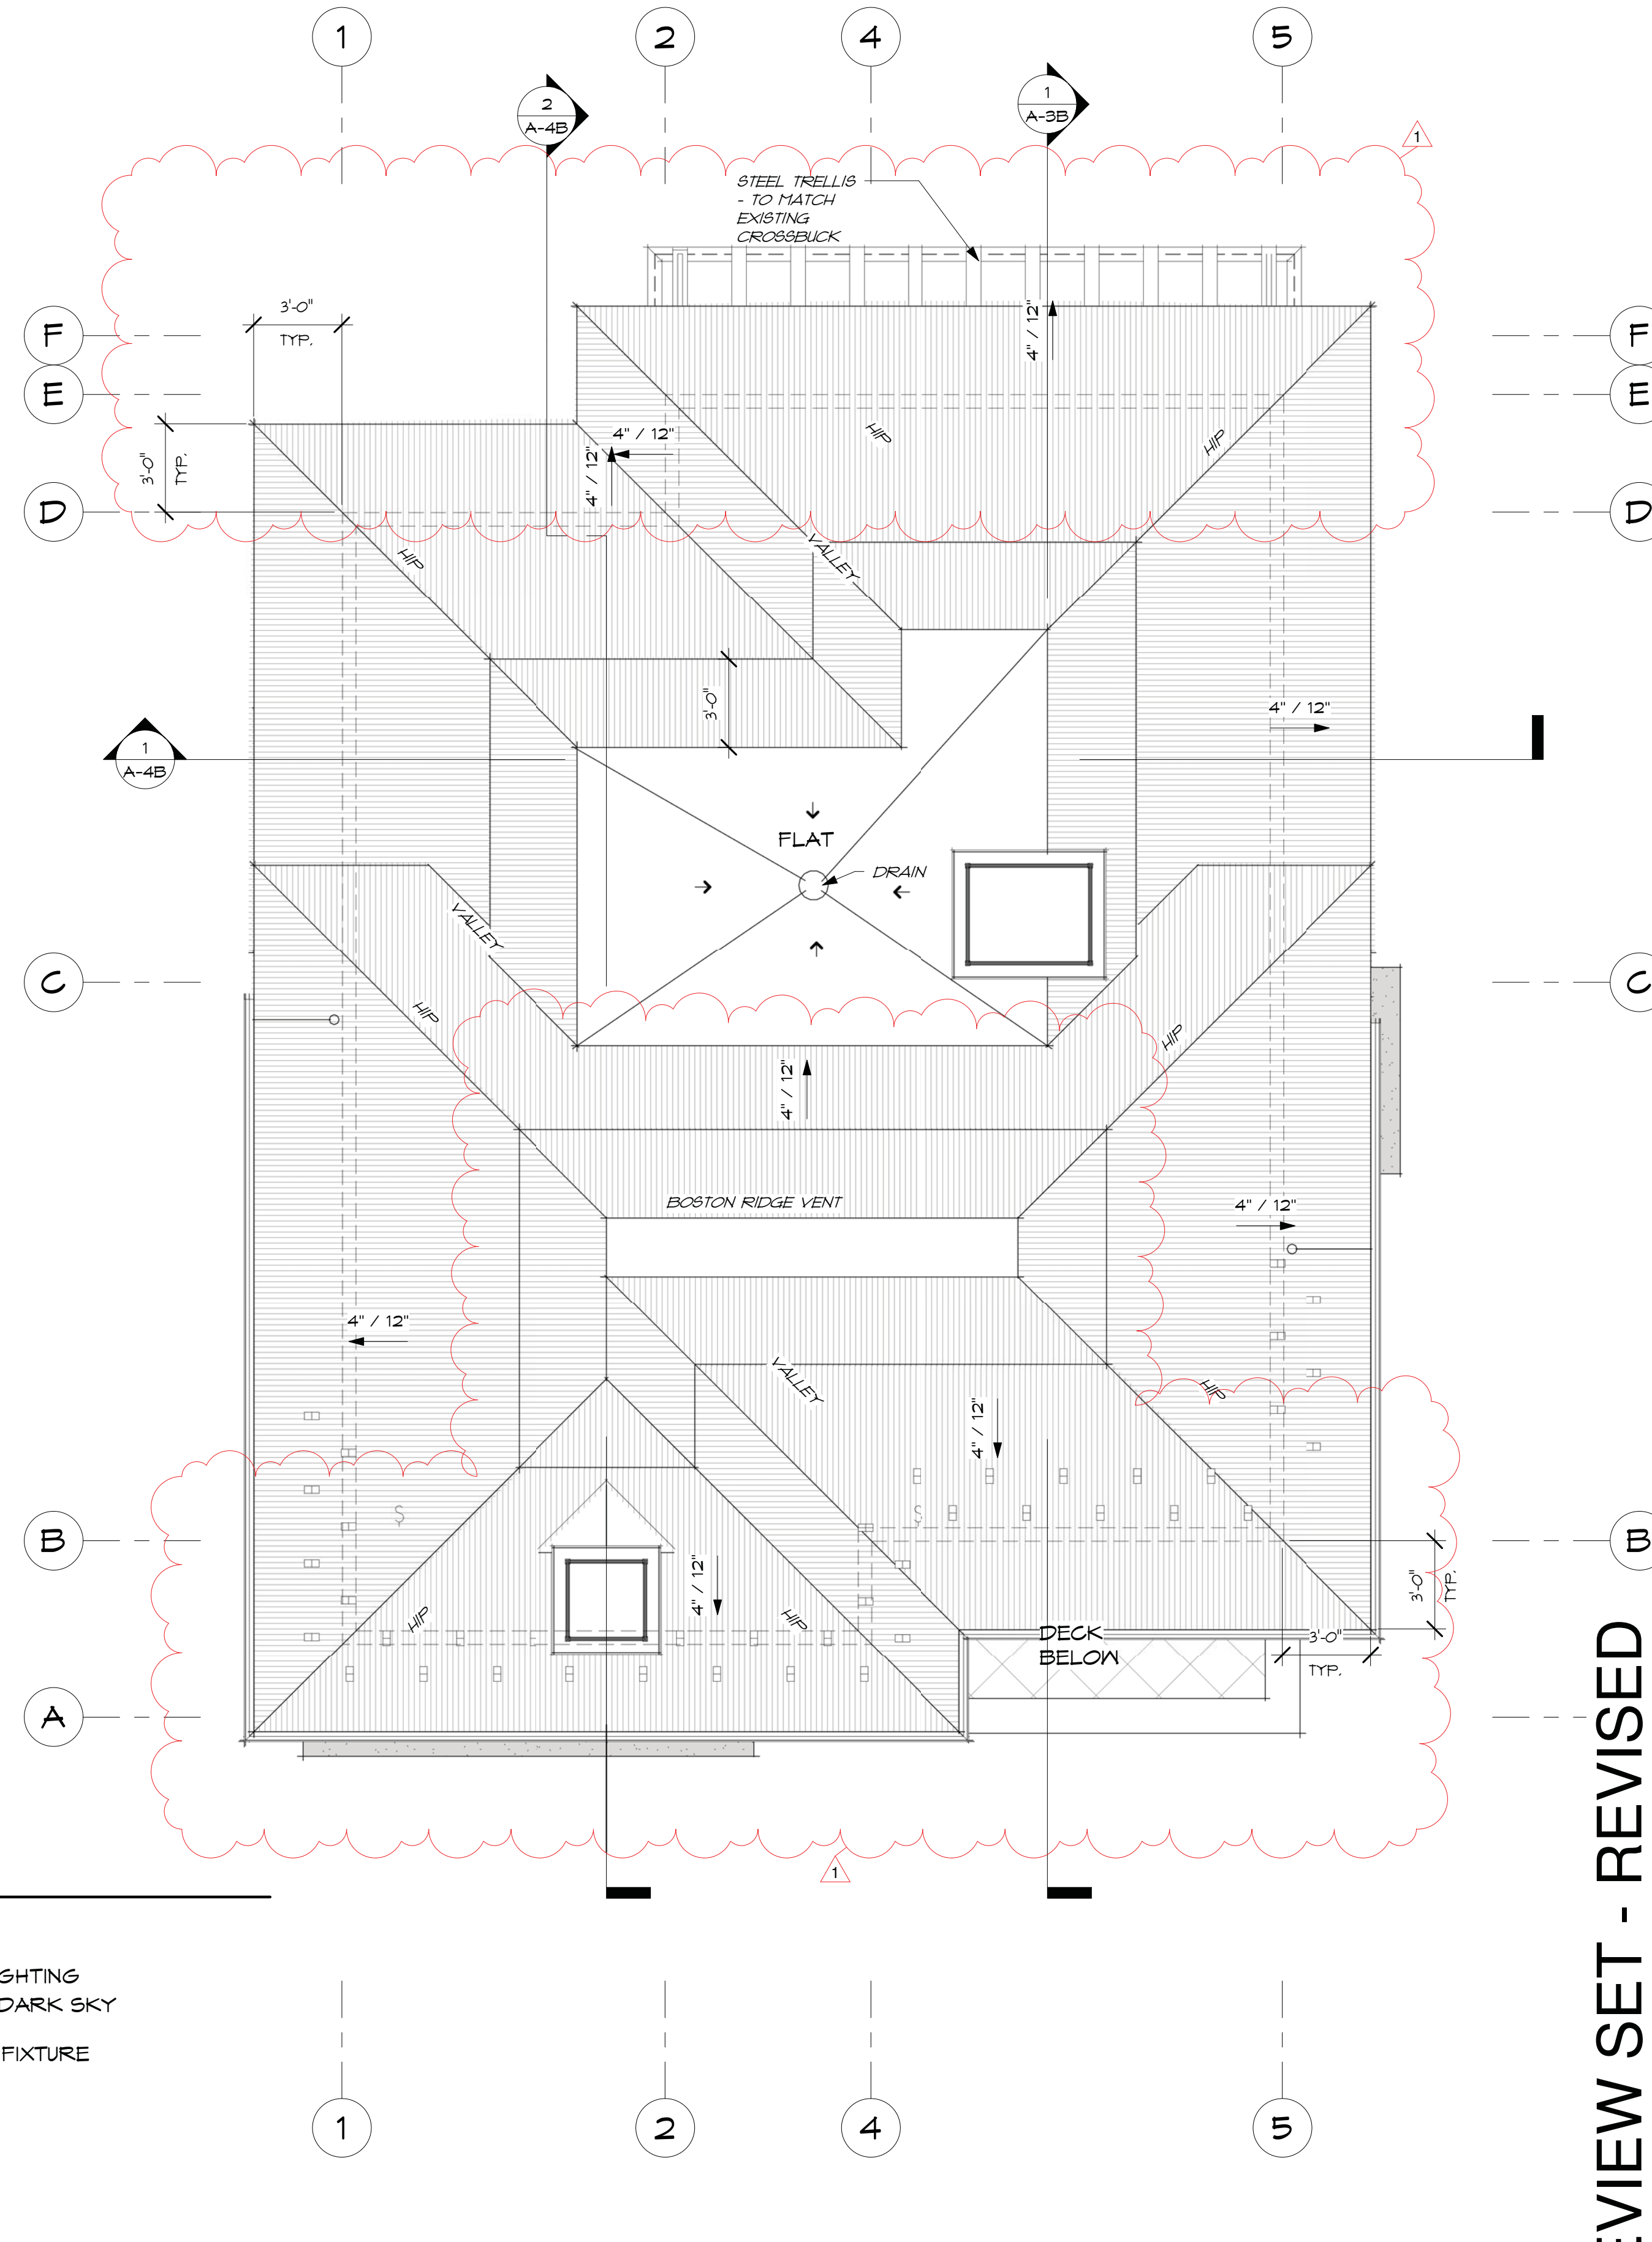 1
2
4
5
2
A-4B
1
A-3B
1
STEEL TRELLIS
- TO MATCH
EXISTING
CROSSBUCK
3'-0"
TYP.
F
F
4" / 12"
E
E
HIP
HIP
4" / 12"
4" / 12"
3'-0"
TYP.
D
D
HIP
VALLEY
3'-0"
4" / 12"
1
A-4B
FLAT
DRAIN
VALLEY
C
C
HIP
HIP
4" / 12"
BOSTON RIDGE VENT
4" / 12"
4" / 12"
VALLEY
HIP
4" / 12"
B
B
4" / 12"
3'-0"
TYP.
HIP
HIP
DECK
BELOW
3'-0"
TYP.
A
1
GHTING
DARK SKY
FIXTURE
1
2
4
5
EVIEW SET - REVISED